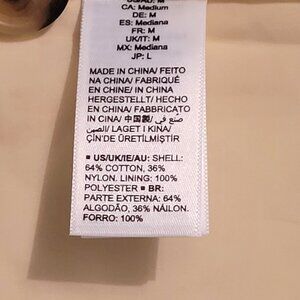 CA: Medium
DE: M
ES: Mediana
FR: M
UK/IT: M
MX: Mediana
JP: L
MADE IN CHINA/ FEITO
NA CHINA/ FABRIQUÉ
EN CHINE/ IN CHINA
HERGESTELLT/ HECHO
EN CHINA/ FABBRICATO
IN CINA/ 中国製/ صنع في
الصين/ LAGET I KINA/
ÇİN'DE ÜRETİLMİŞTİR
■ US/UK/IE/AU: SHELL:
64% COTTON, 36%
NYLON. LINING: 100%
POLYESTER ■ BR:
PARTE EXTERNA: 64%
ALGODÃO, 36% NÁILON.
FORRO: 100%